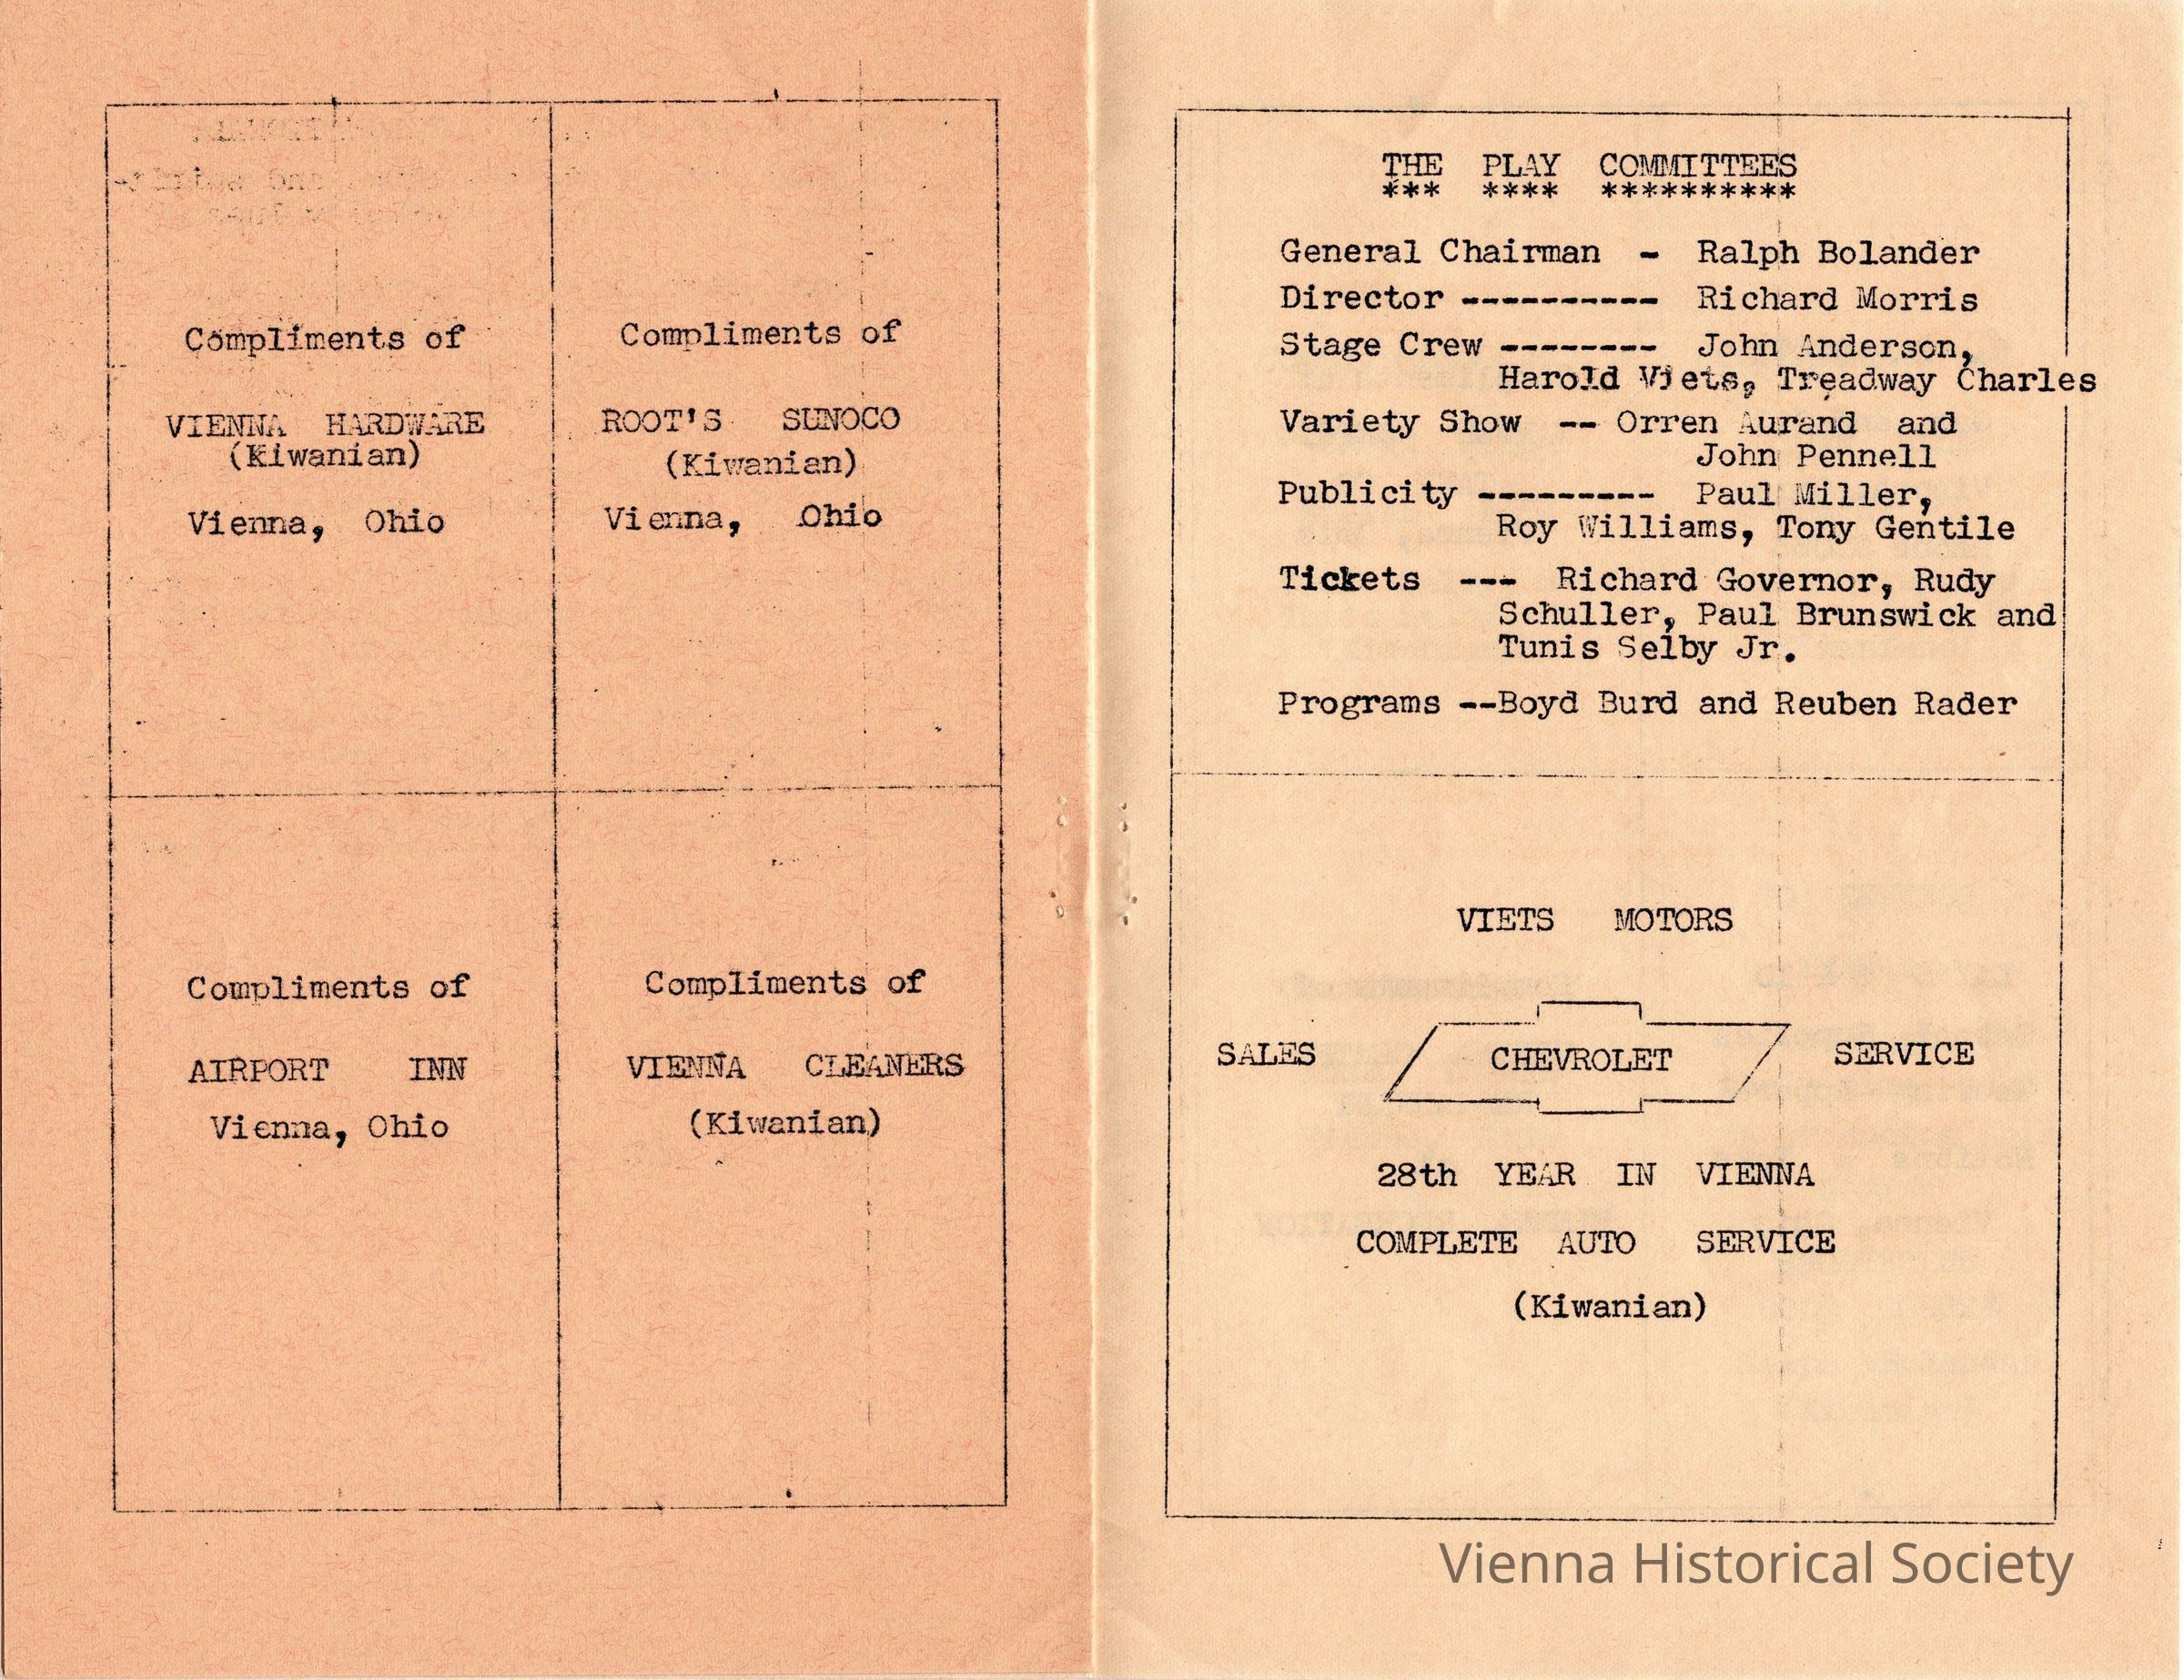 Compliments of
VIENNA HARDWARE
(Kiwanian)
Vienna, Ohio
Compliments of
ROOT'S SUNOCO
(Kiwanian)
Vienna, Ohio
Compliments of
AIRPORT INN
Vienna, Ohio
Compliments of
VIENNA CLEANERS
(Kiwanian)
THE PLAY COMMITTEES
*** **** **********
General Chairman - Ralph Bolander
Director ---------- Richard Morris
Stage Crew -------- John Anderson,
Harold Viets, Treadway Charles
Variety Show -- Orren Aurand and
John Pennell
Publicity --------- Paul Miller,
Roy Williams, Tony Gentile
Tickets --- Richard Governor, Rudy
Schuller, Paul Brunswick and
Tunis Selby Jr.
Programs --Boyd Burd and Reuben Rader
VIETS MOTORS
SALES CHEVROLET SERVICE
28th YEAR IN VIENNA
COMPLETE AUTO SERVICE
(Kiwanian)
Vienna Historical Society